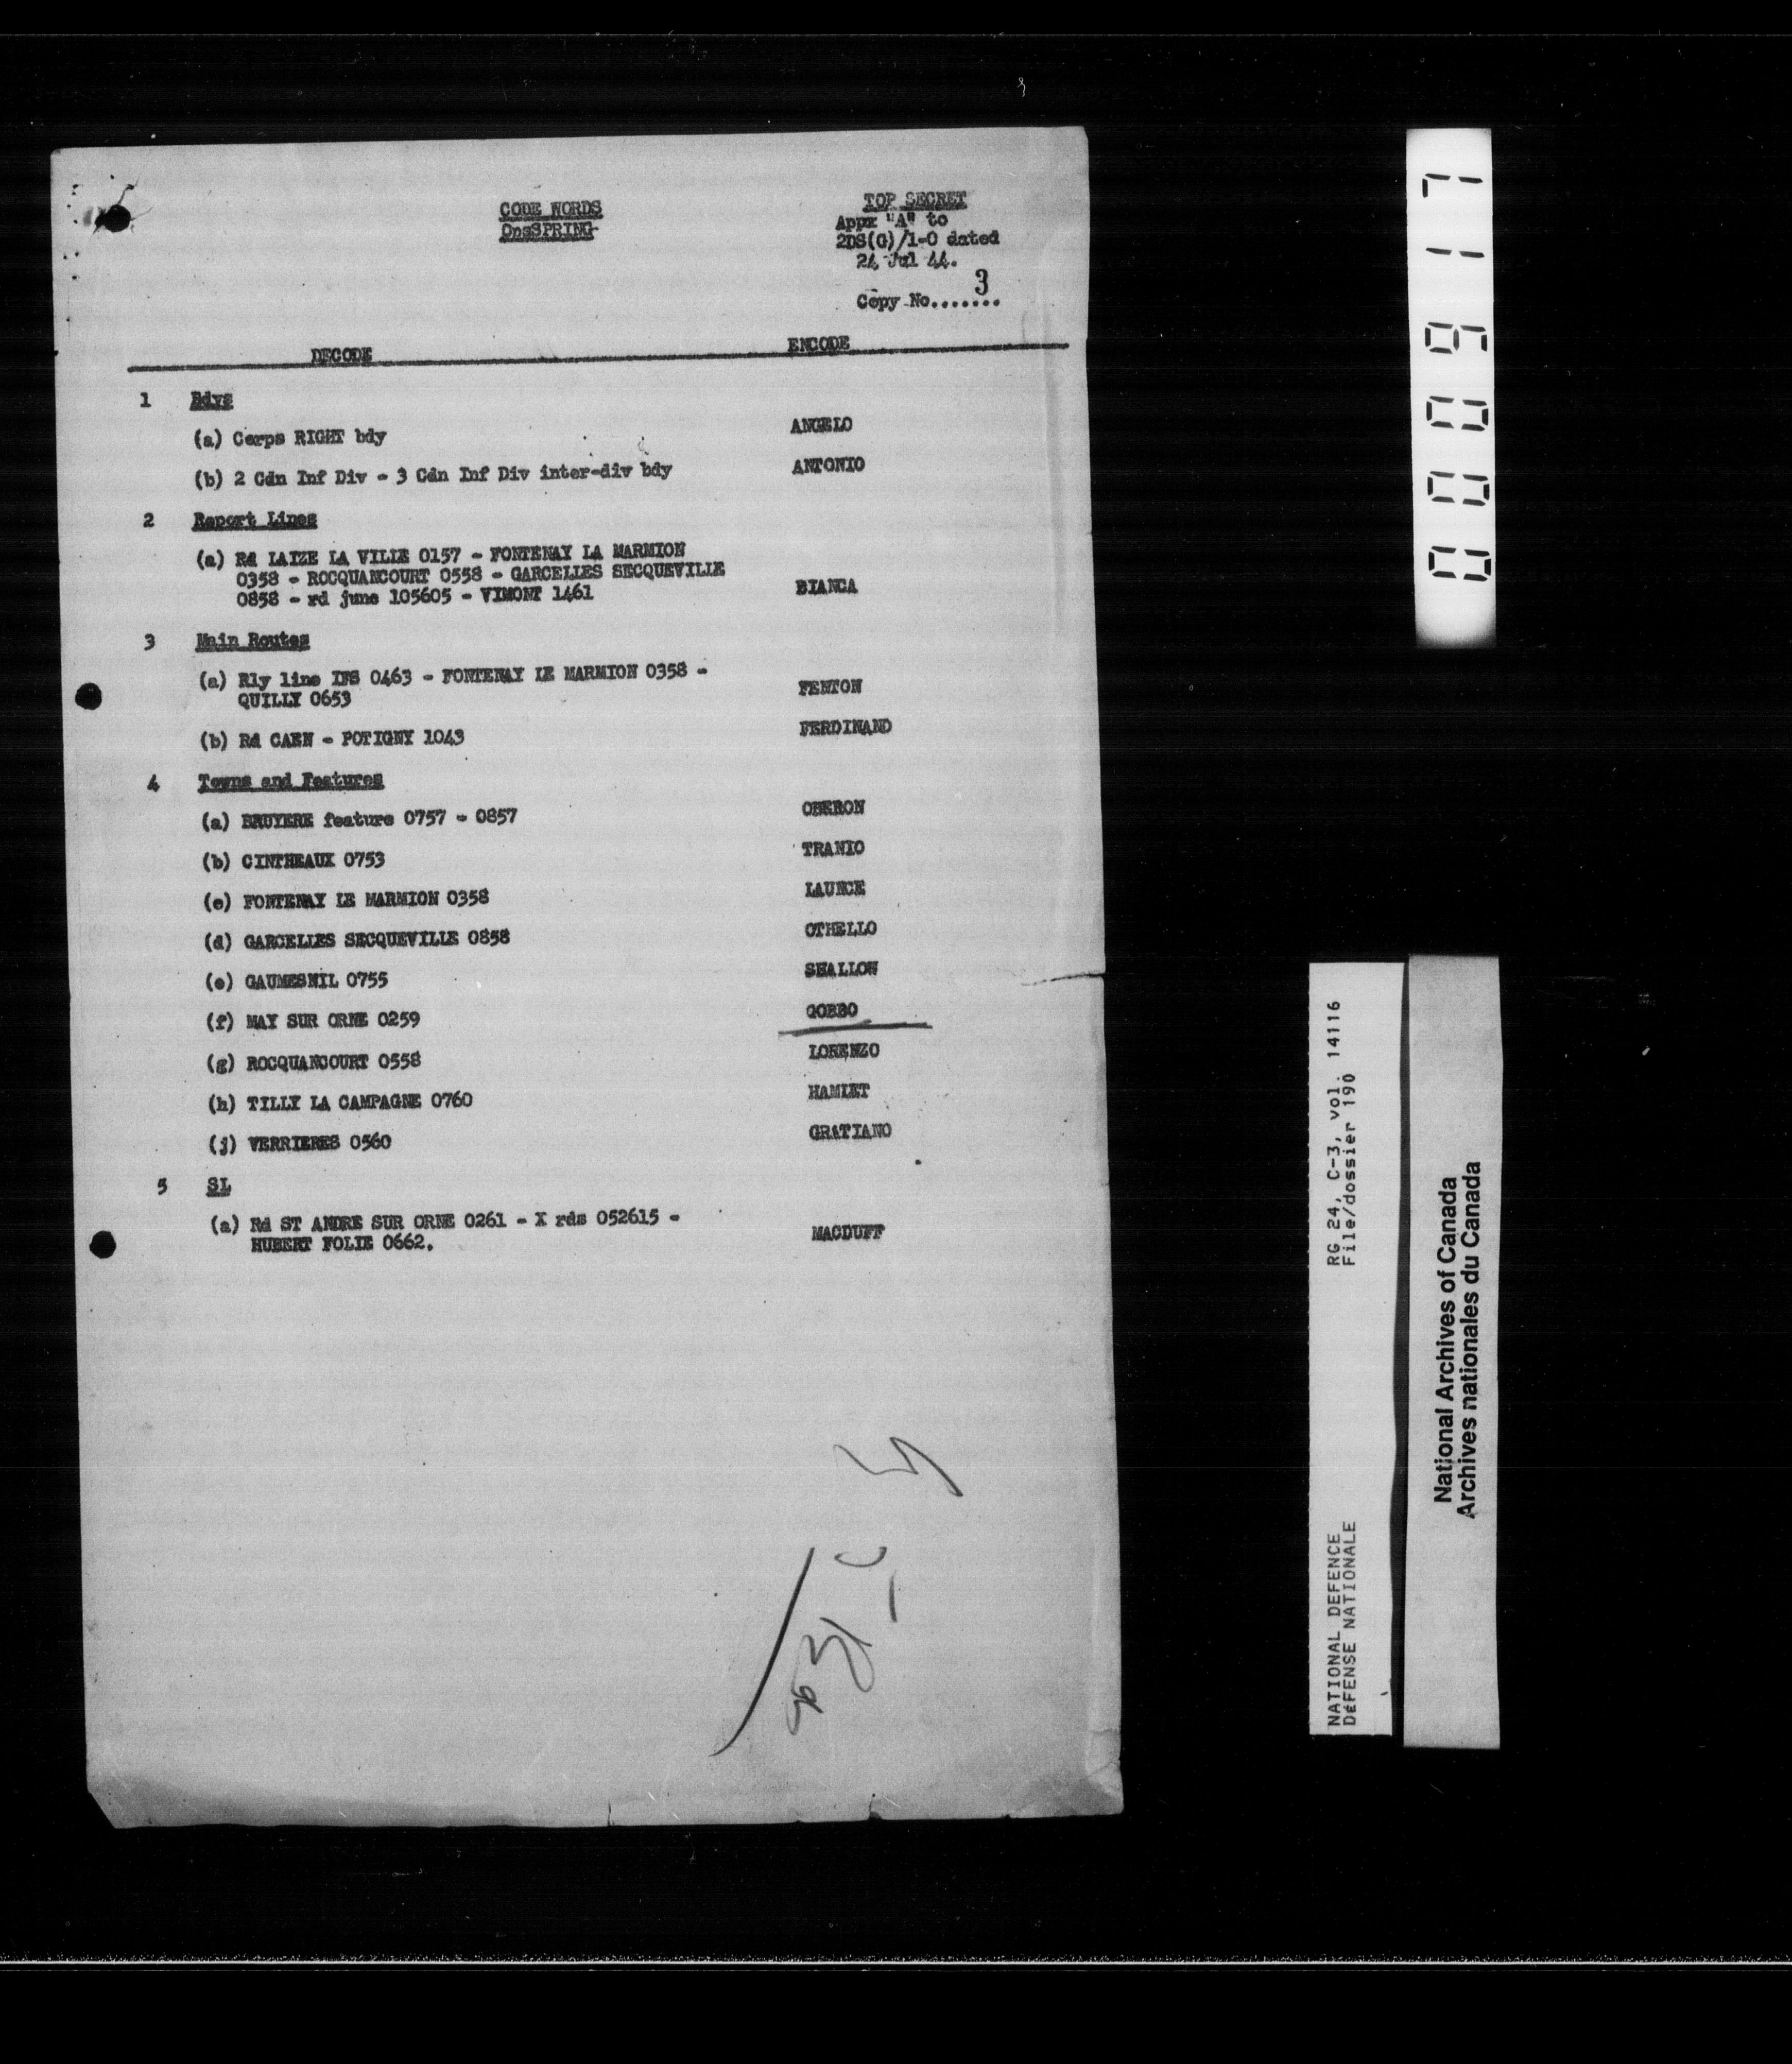 CODE WORDS
OpsSPRING
TOP SECRET
Appx "A" to
2DS(G)/1-0 dated
24 Jul 44.
Copy No.......3
DECODE ENCODE
1 Bdys
(a) Corps RIGHT bdy ANGELO
(b) 2 Cdn Inf Div - 3 Cdn Inf Div inter-div bdy ANTONIO
2 Report Lines
(a) Rd LAIZE LA VILLE 0157 - FONTENAY LA MARMION
0358 - ROCQUANCOURT 0558 - GARCELLES SECQUEVILLE
0858 - rd junc 105605 - VIMONT 1461 BIANCA
3 Main Routes
(a) Rly line IFS 0463 - FONTENAY LE MARMION 0358 -
QUILLY 0653 FENTON
(b) Rd CAEN - POTIGNY 1043 FERDINAND
4 Towns and Features
(a) BRUYERE feature 0757 - 0857 OBERON
(b) CINTHEAUX 0753 TRANIO
(c) FONTENAY LE MARMION 0358 LAUNCE
(d) GARCELLES SECQUEVILLE 0858 OTHELLO
(e) GAUMESNIL 0755 SHALLOW
(f) MAY SUR ORNE 0259 GOBBO
(g) ROCQUANCOURT 0558 LORENZO
(h) TILLY LA CAMPAGNE 0760 HAMLET
(j) VERRIERES 0560 GRATIANO
5 SL
(a) Rd ST ANDRE SUR ORNE 0261 - X rds 052615 -
HUBERT FOLIE 0662. MACDUFF
000917
RG 24, C-3, vol. 14116
File/dossier 190
NATIONAL DEFENCE
DéFENSE NATIONALE
National Archives of Canada
Archives nationales du Canada